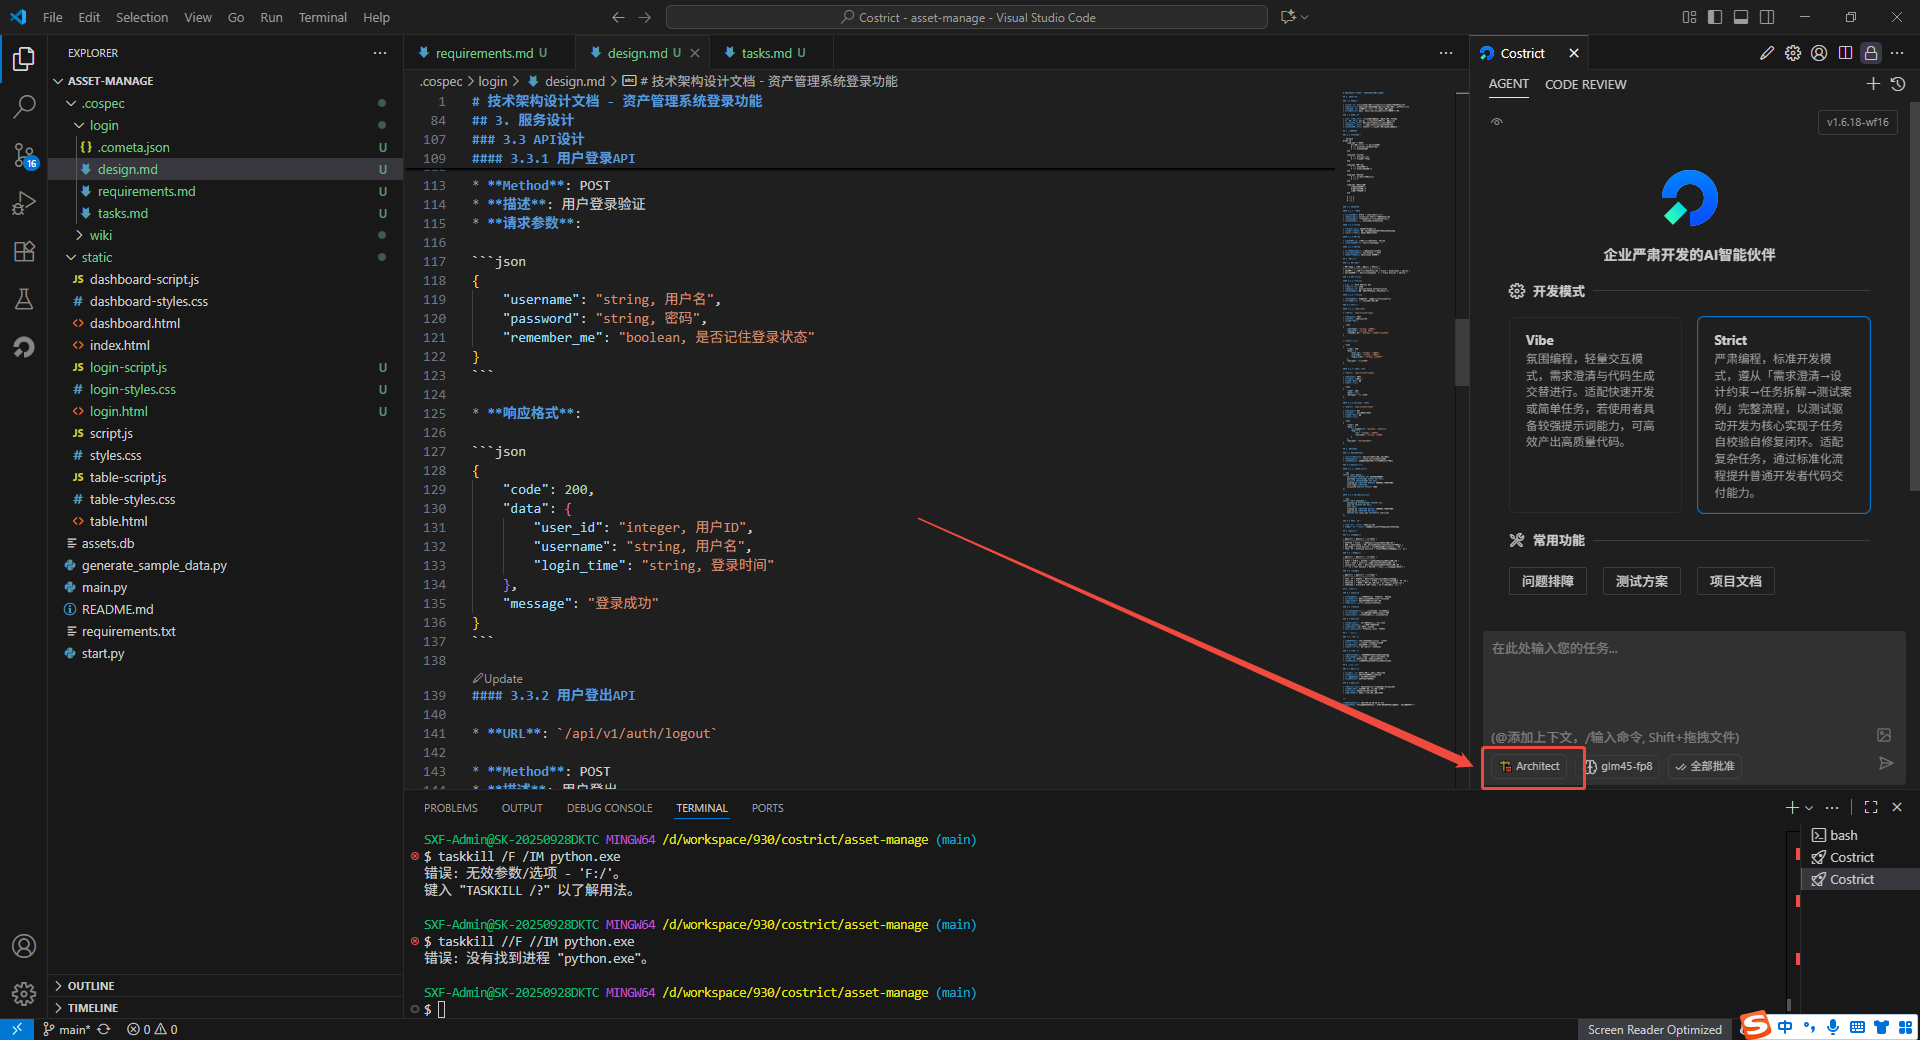 File Edit Selection View Go Run Terminal Help
Costrict - asset-manage - Visual Studio Code
EXPLORER
ASSET-MANAGE
.cospec
login
{} .cometa.json U
design.md U
requirements.md U
tasks.md U
wiki
static
JS dashboard-script.js
# dashboard-styles.css
<> dashboard.html
<> index.html
JS login-script.js U
# login-styles.css U
<> login.html U
JS script.js
# styles.css
JS table-script.js
# table-styles.css
<> table.html
assets.db
generate_sample_data.py
main.py
README.md
requirements.txt
start.py
OUTLINE
TIMELINE
16
requirements.md U design.md U tasks.md U
.cospec > login > design.md > # 技术架构设计文档 - 资产管理系统登录功能
1 # 技术架构设计文档 - 资产管理系统登录功能
84 ## 3. 服务设计
107 ### 3.3 API设计
109 #### 3.3.1 用户登录API
113 * **Method**: POST
114 * **描述**: 用户登录验证
115 * **请求参数**:
116
117 ```json
118 {
119 "username": "string, 用户名",
120 "password": "string, 密码",
121 "remember_me": "boolean, 是否记住登录状态"
122 }
123 ```
124
125 * **响应格式**:
126
127 ```json
128 {
129 "code": 200,
130 "data": {
131 "user_id": "integer, 用户ID",
132 "username": "string, 用户名",
133 "login_time": "string, 登录时间"
134 },
135 "message": "登录成功"
136 }
137 ```
138
Update
139 #### 3.3.2 用户登出API
140
141 * **URL**: `/api/v1/auth/logout`
142
143 * **Method**: POST
* **描述**: 用户登出
PROBLEMS OUTPUT DEBUG CONSOLE TERMINAL PORTS
SXF-Admin@SK-20250928DKTC MINGW64 /d/workspace/930/costrict/asset-manage (main)
$ taskkill /F /IM python.exe
错误: 无效参数/选项 - 'F:/'。
键入 "TASKKILL /?" 以了解用法。
SXF-Admin@SK-20250928DKTC MINGW64 /d/workspace/930/costrict/asset-manage (main)
$ taskkill //F //IM python.exe
错误: 没有找到进程 "python.exe"。
SXF-Admin@SK-20250928DKTC MINGW64 /d/workspace/930/costrict/asset-manage (main)
$
bash
Costrict
Costrict
Costrict
AGENT CODE REVIEW
v1.6.18-wf16
企业严肃开发的AI智能伙伴
开发模式
Vibe
氛围编程，轻量交互模
式，需求澄清与代码生成
交替进行。适配快速开发
或简单任务，若使用者具
备较强提示词能力，可高
效产出高质量代码。
Strict
严肃编程，标准开发模
式，遵从「需求澄清→设
计约束→任务拆解→测试案
例」完整流程，以测试驱
动开发为核心实现子任务
自校验自修复闭环。适配
复杂任务，通过标准化流
程提升普通开发者代码交
付能力。
常用功能
问题排障 测试方案 项目文档
在此处输入您的任务...
(@添加上下文，/输入命令, Shift+拖拽文件)
Architect glm45-fp8 全部批准
main* 0 0
Screen Reader Optimized
S 中